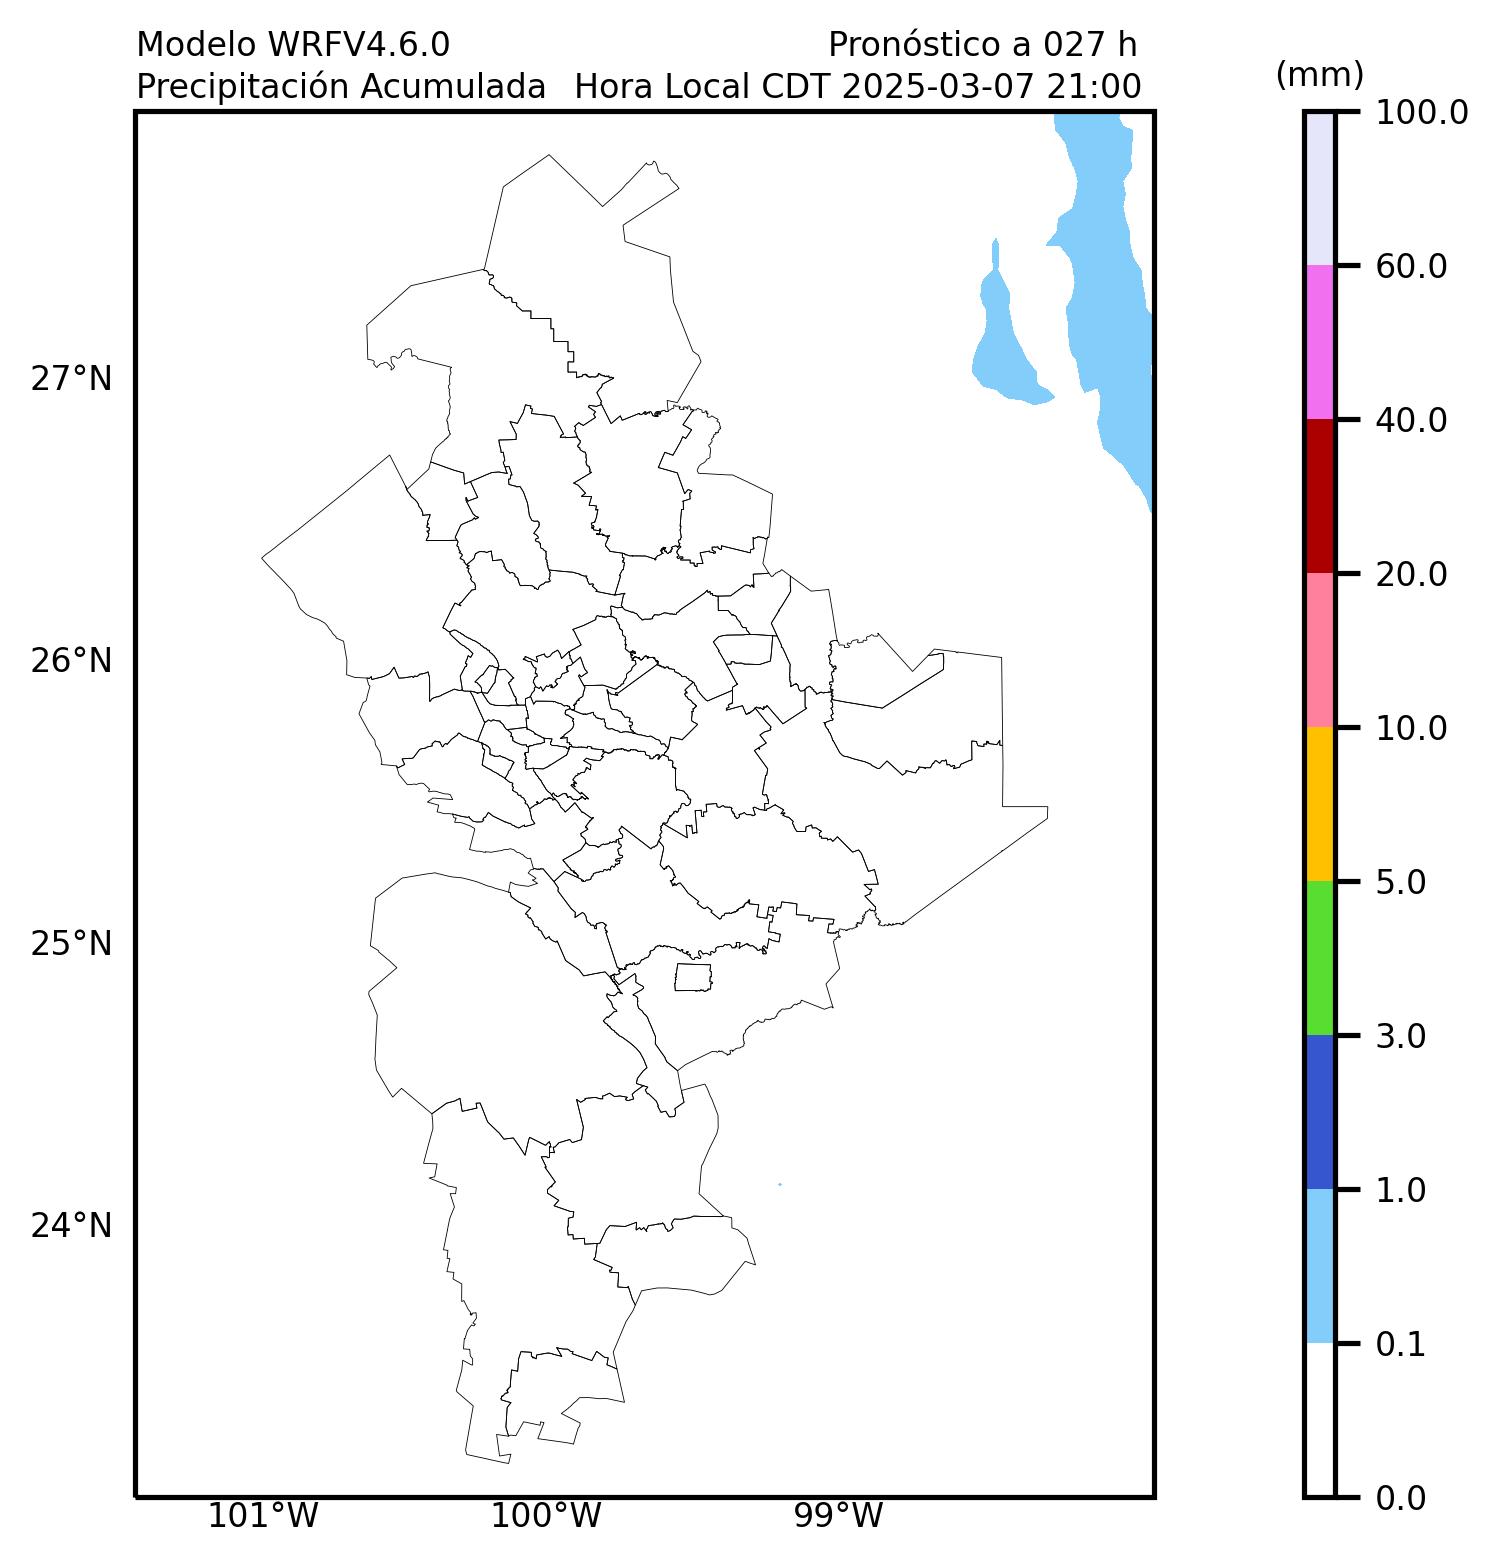 Modelo WRFV4.6.0 Pronóstico a 027 h
Precipitación Acumulada Hora Local CDT 2025-03-07 21:00
(mm)
100.0
60.0
40.0
20.0
10.0
5.0
3.0
1.0
0.1
0.0
27°N
26°N
25°N
24°N
101°W 100°W 99°W